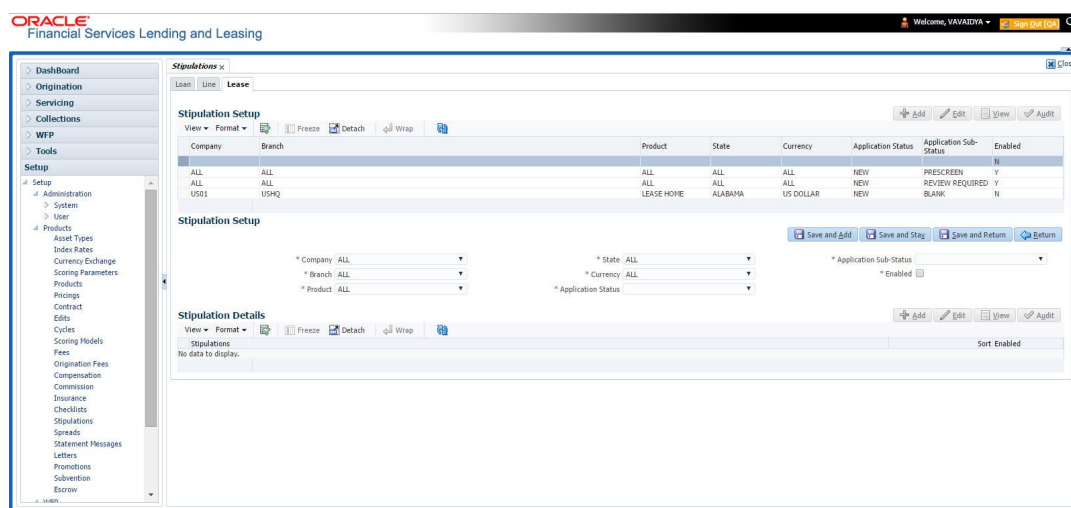 ORACLE
Financial Services Lending and Leasing
Welcome, VAVAIDYA
Sign Out [QA]
DashBoard
Origination
Servicing
Collections
WFP
Tools
Setup
Setup
Administration
System
User
Products
Asset Types
Index Rates
Currency Exchange
Scoring Parameters
Products
Pricings
Contract
Edits
Cycles
Scoring Models
Fees
Origination Fees
Compensation
Commission
Insurance
Checklists
Stipulations
Spreads
Statement Messages
Letters
Promotions
Subvention
Escrow
Stipulations x
Clos
Loan Line Lease
Stipulation Setup
Add Edit View Audit
View Format Freeze Detach Wrap
Company Branch Product State Currency Application Status Application Sub-Status Enabled
N
ALL ALL ALL ALL ALL NEW PRESCREEN Y
ALL ALL ALL ALL ALL NEW REVIEW REQUIRED Y
US01 USHQ LEASE HOME ALABAMA US DOLLAR NEW BLANK N
Stipulation Setup
Save and Add Save and Stay Save and Return Return
* Company ALL * State ALL * Application Sub-Status
* Branch ALL * Currency ALL * Enabled
* Product ALL * Application Status
Stipulation Details
Add Edit View Audit
View Format Freeze Detach Wrap
Stipulations Sort Enabled
No data to display.